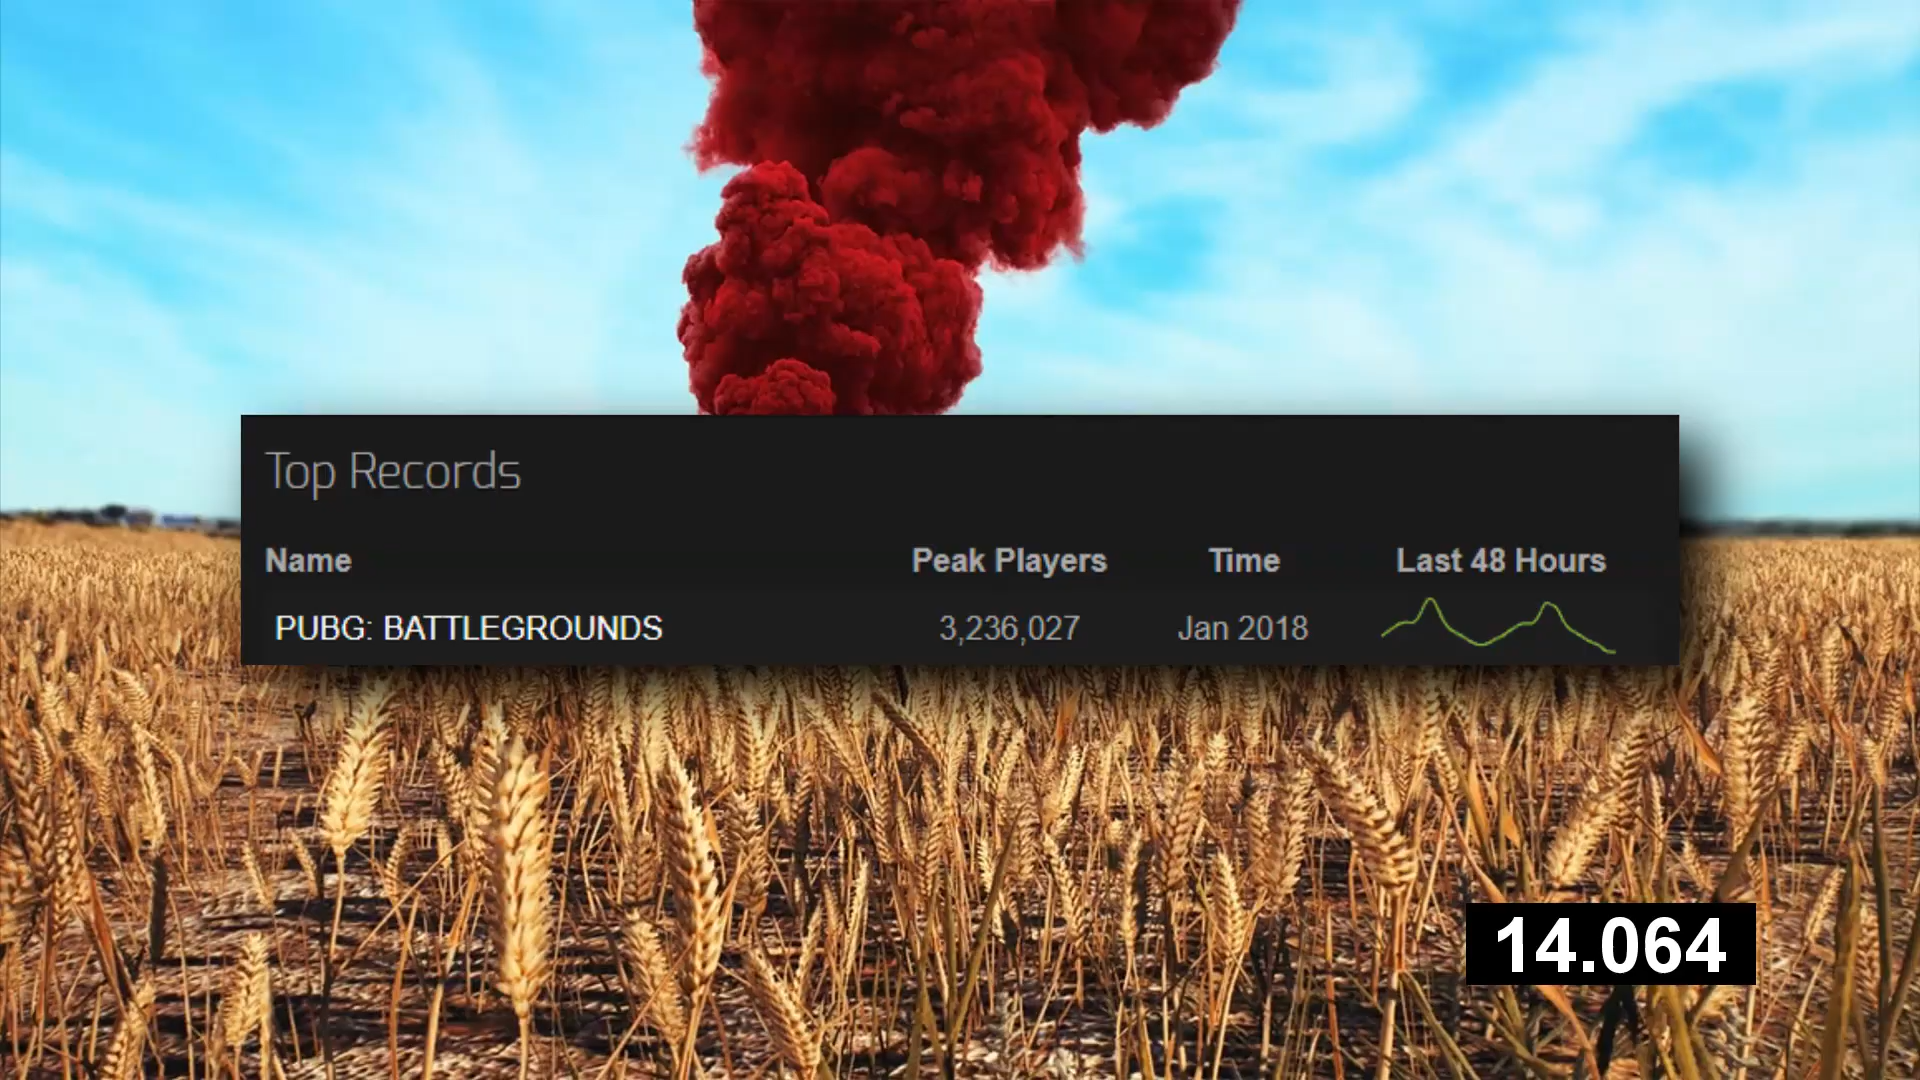 Top Records
Name Peak Players Time Last 48 Hours
PUBG: BATTLEGROUNDS 3,236,027 Jan 2018
14.064